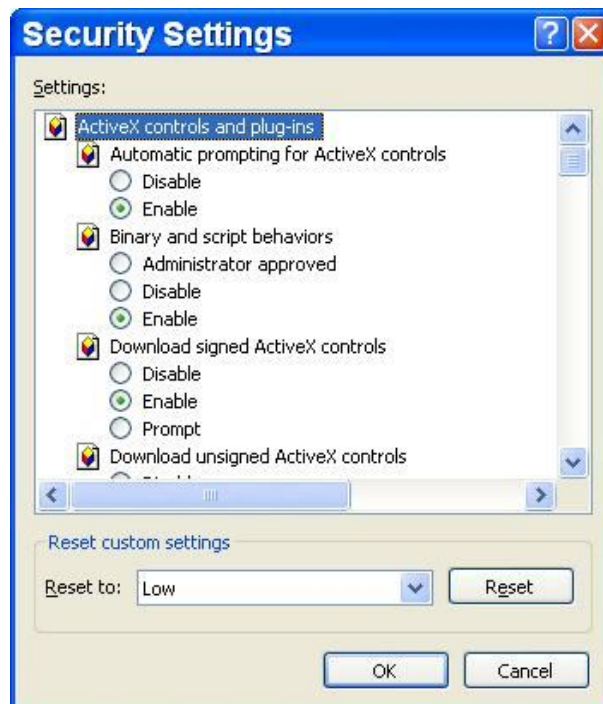 Security Settings
Settings:
ActiveX controls and plug-ins
Automatic prompting for ActiveX controls
Disable
Enable
Binary and script behaviors
Administrator approved
Disable
Enable
Download signed ActiveX controls
Disable
Enable
Prompt
Download unsigned ActiveX controls
Reset custom settings
Reset to:
Low
Reset
OK
Cancel